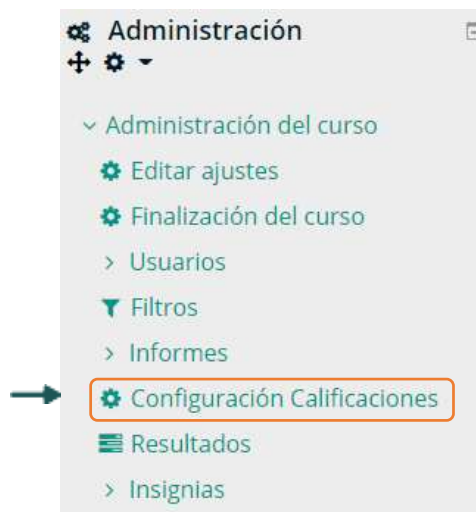 Administración
Administración del curso
Editar ajustes
Finalización del curso
Usuarios
Filtros
Informes
Configuración Calificaciones
Resultados
Insignias